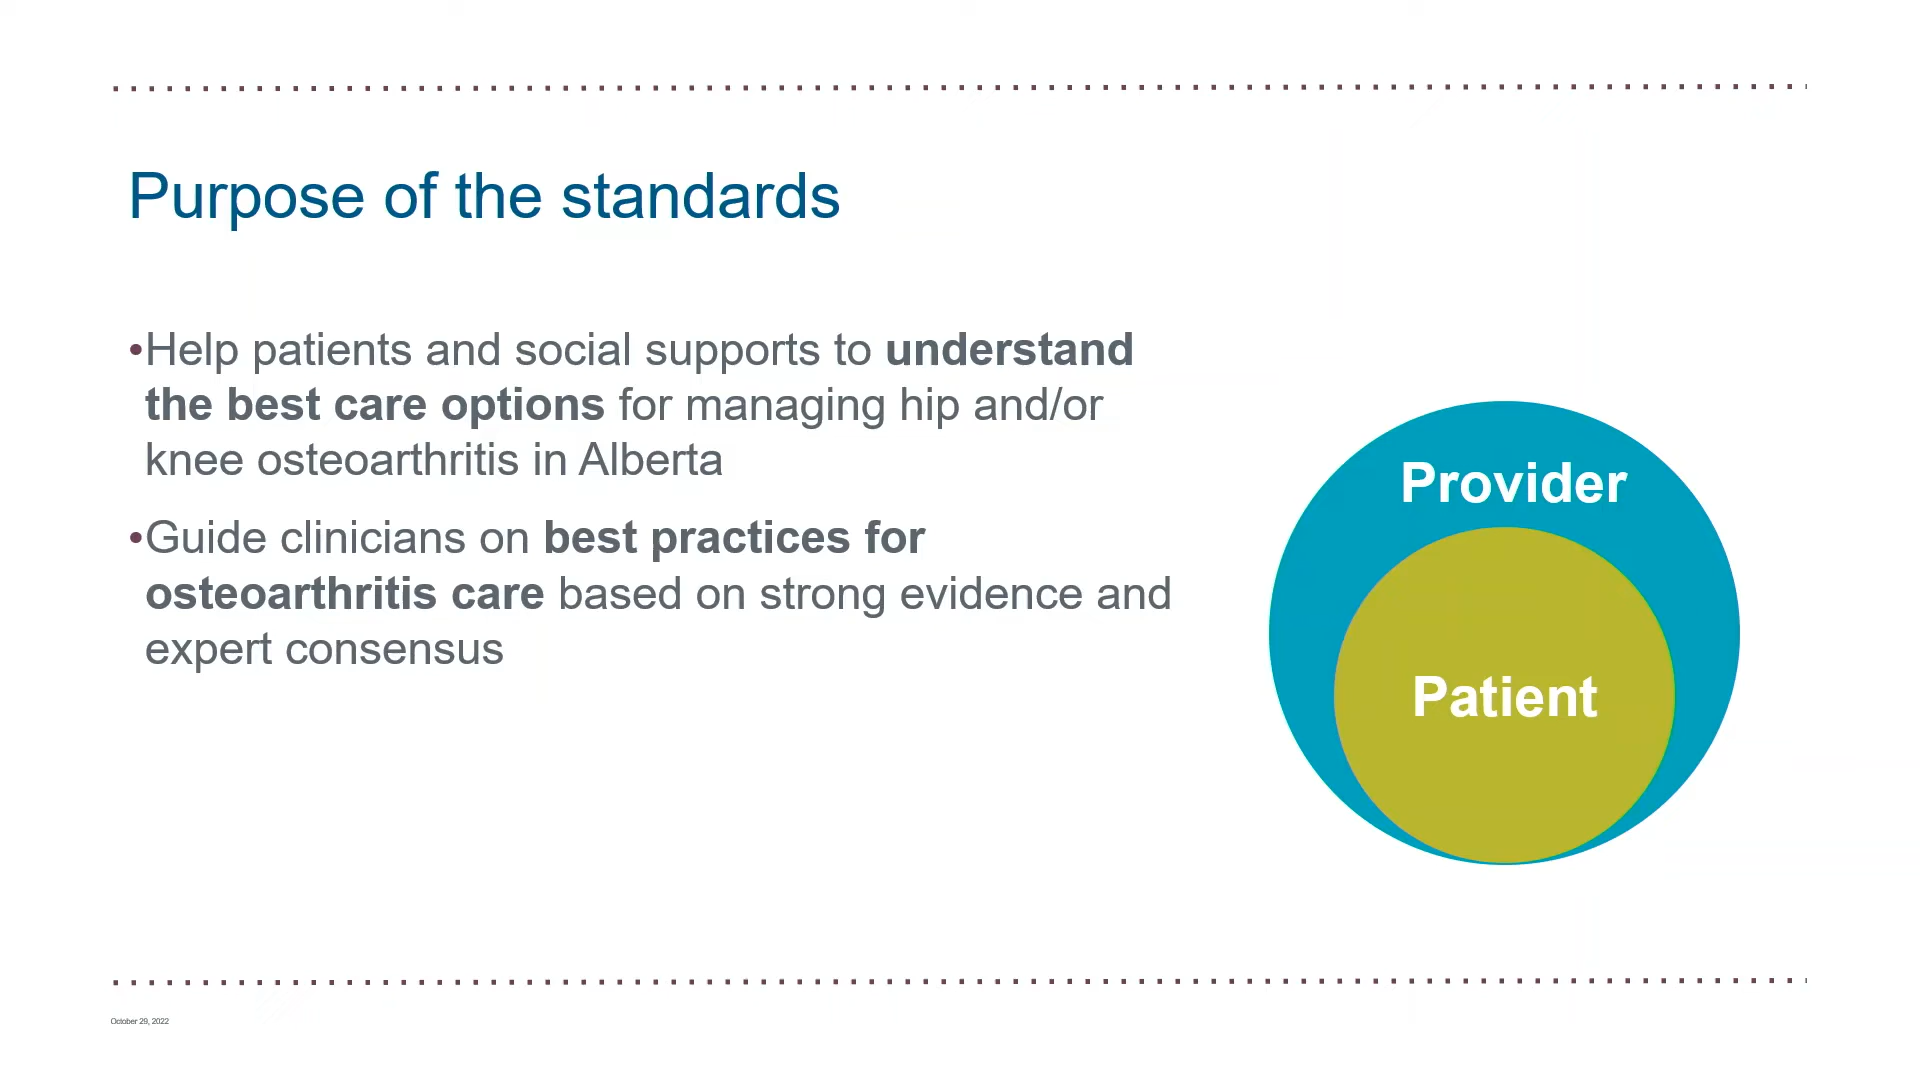 Purpose of the standards
•Help patients and social supports to understand
the best care options for managing hip and/or
knee osteoarthritis in Alberta
•Guide clinicians on best practices for
osteoarthritis care based on strong evidence and
expert consensus
Provider
Patient
October 29, 2022